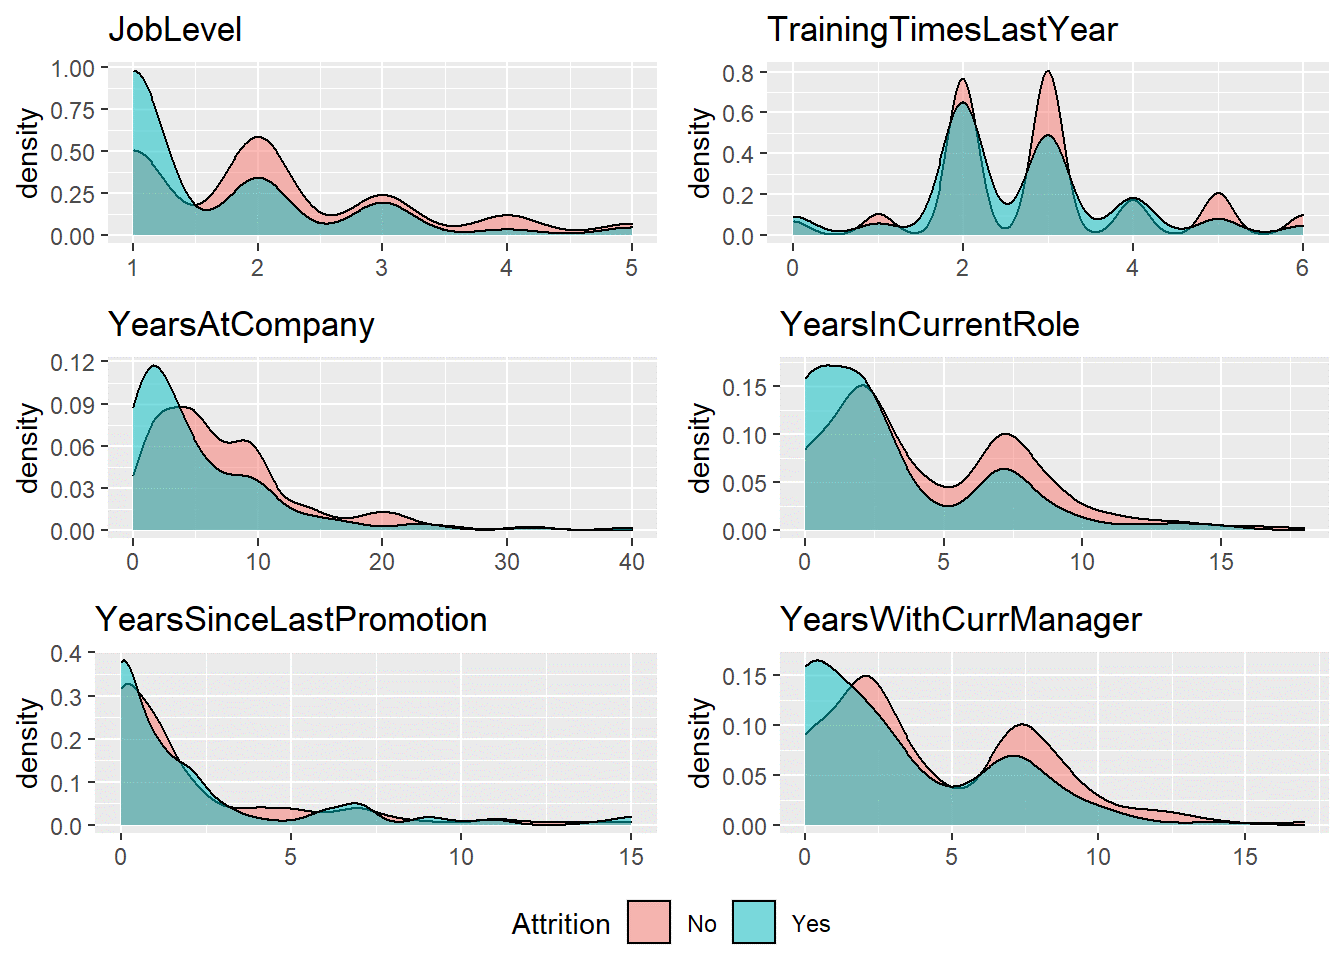 JobLevel
density
1.00
0.75
0.50
0.25
0.00
1 2 3 4 5
TrainingTimesLastYear
density
0.8
0.6
0.4
0.2
0.0
0 2 4 6
YearsAtCompany
density
0.12
0.09
0.06
0.03
0.00
0 10 20 30 40
YearsInCurrentRole
density
0.15
0.10
0.05
0.00
0 5 10 15
YearsSinceLastPromotion
density
0.4
0.3
0.2
0.1
0.0
0 5 10 15
YearsWithCurrManager
density
0.15
0.10
0.05
0.00
0 5 10 15
Attrition No Yes